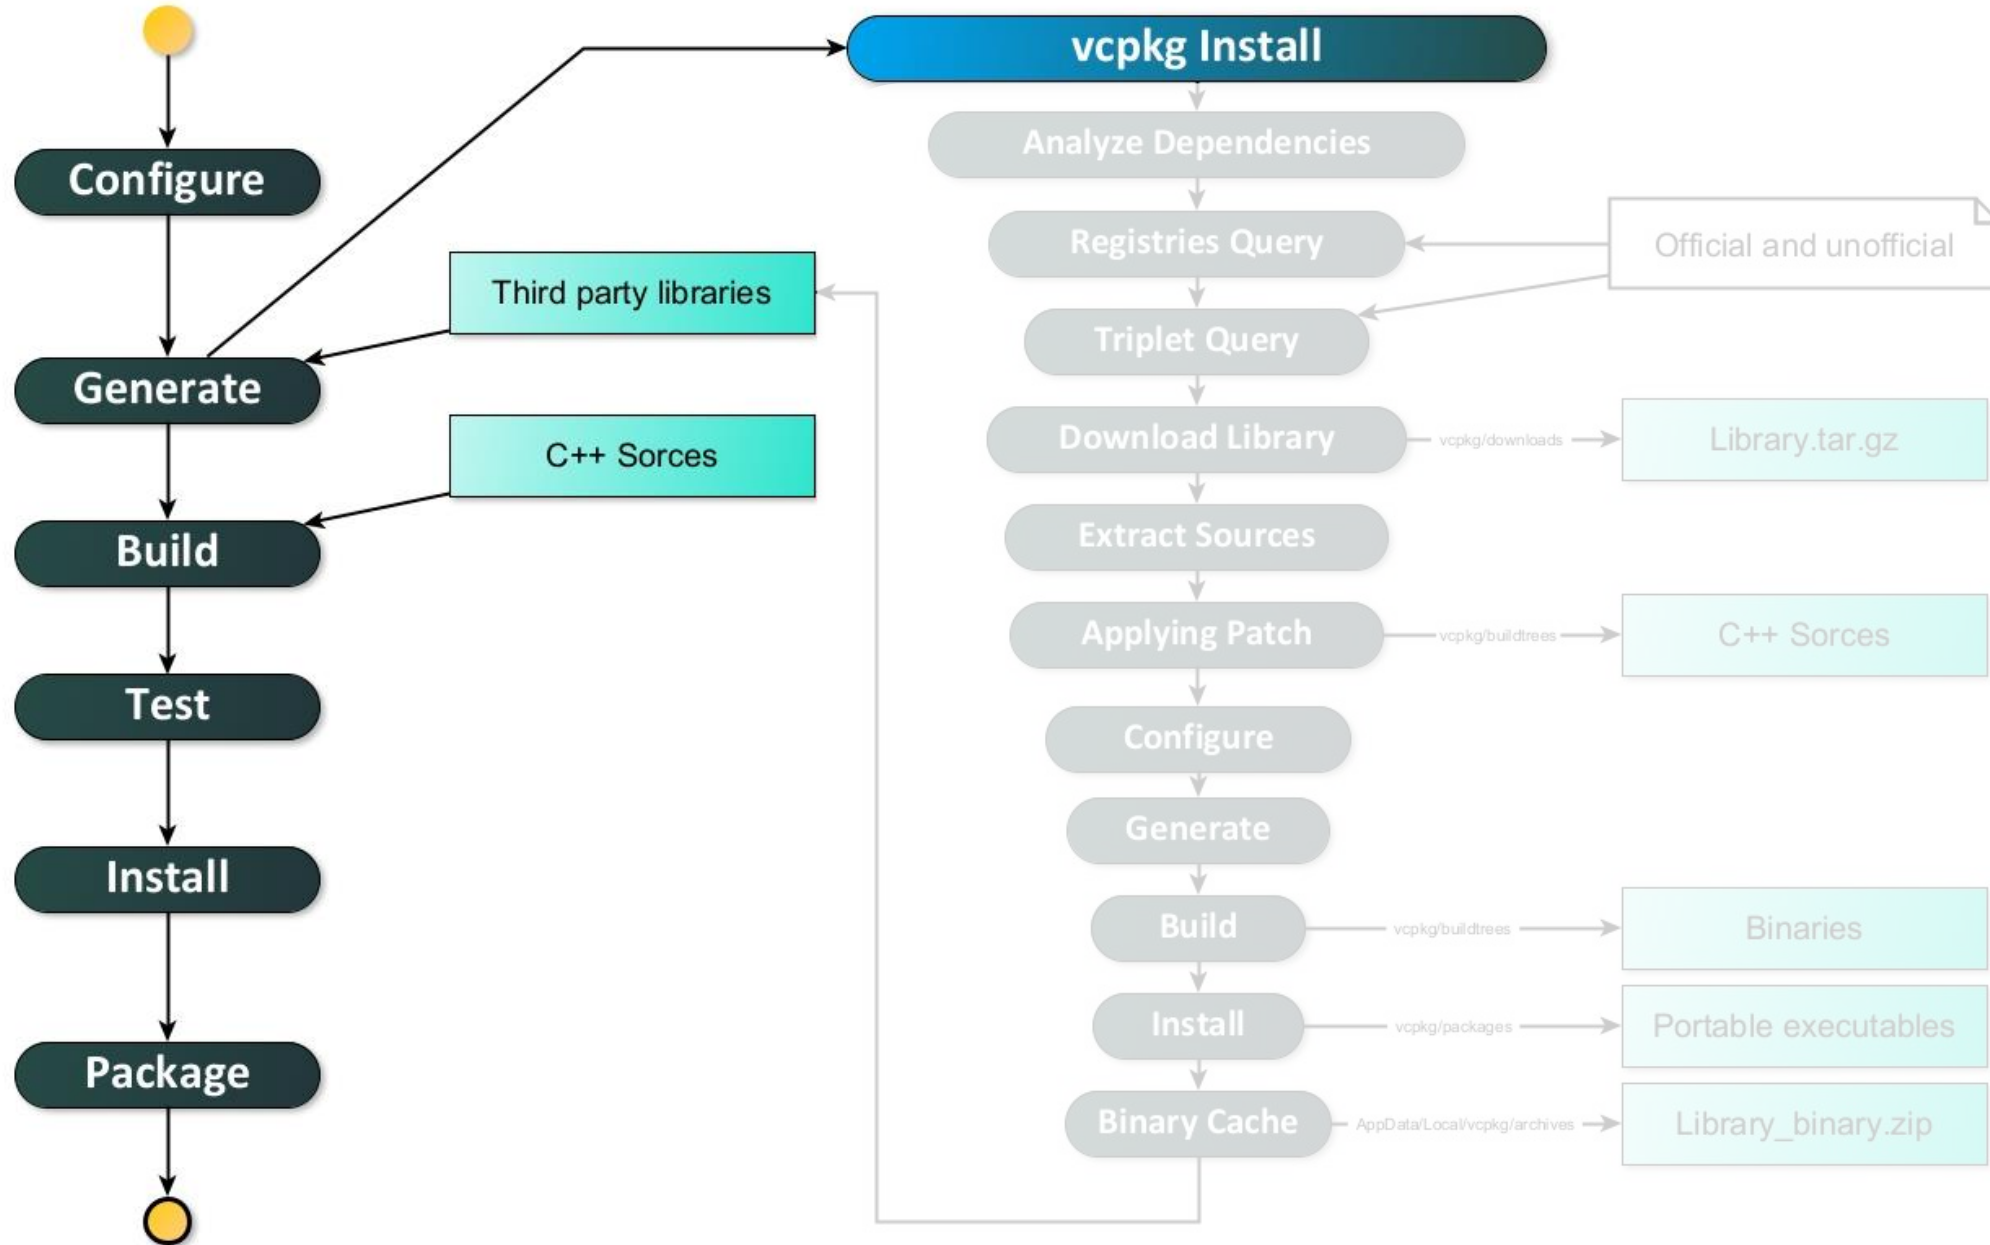 Configure
Generate
Build
Test
Install
Package
Third party libraries
C++ Sorces
vcpkg Install
Analyze Dependencies
Registries Query
Official and unofficial
Triplet Query
Download Library
vcpkg/downloads
Library.tar.gz
Extract Sources
Applying Patch
vcpkg/buildtrees
C++ Sorces
Configure
Generate
Build
vcpkg/buildtrees
Binaries
Install
vcpkg/packages
Portable executables
Binary Cache
AppData/Local/vcpkg/archives
Library_binary.zip